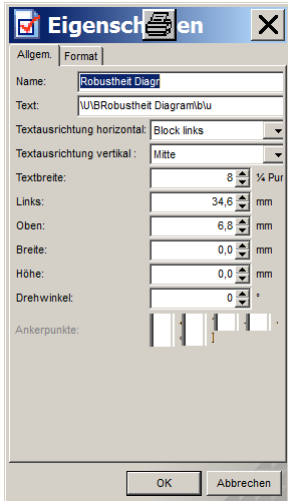 Eigensch en
Allgem. Format
Name: Robustheit Diagr
Text: \U\BRobustheit Diagram\b\u
Textausrichtung horizontal: Block links
Textausrichtung vertikal : Mitte
Textbreite: 8 ¼ Pur
Links: 34,6 mm
Oben: 6,8 mm
Breite: 0,0 mm
Höhe: 0,0 mm
Drehwinkel: 0 °
Ankerpunkte:
OK Abbrechen